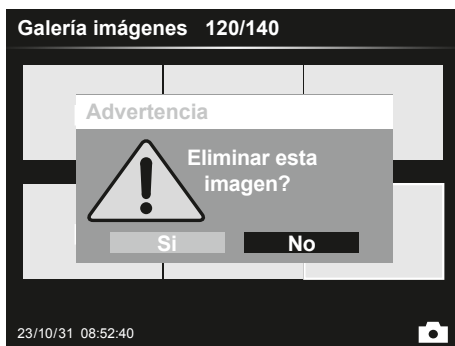 Galería imágenes 120/140
Advertencia
Eliminar esta
imagen?
Si No
23/10/31 08:52:40